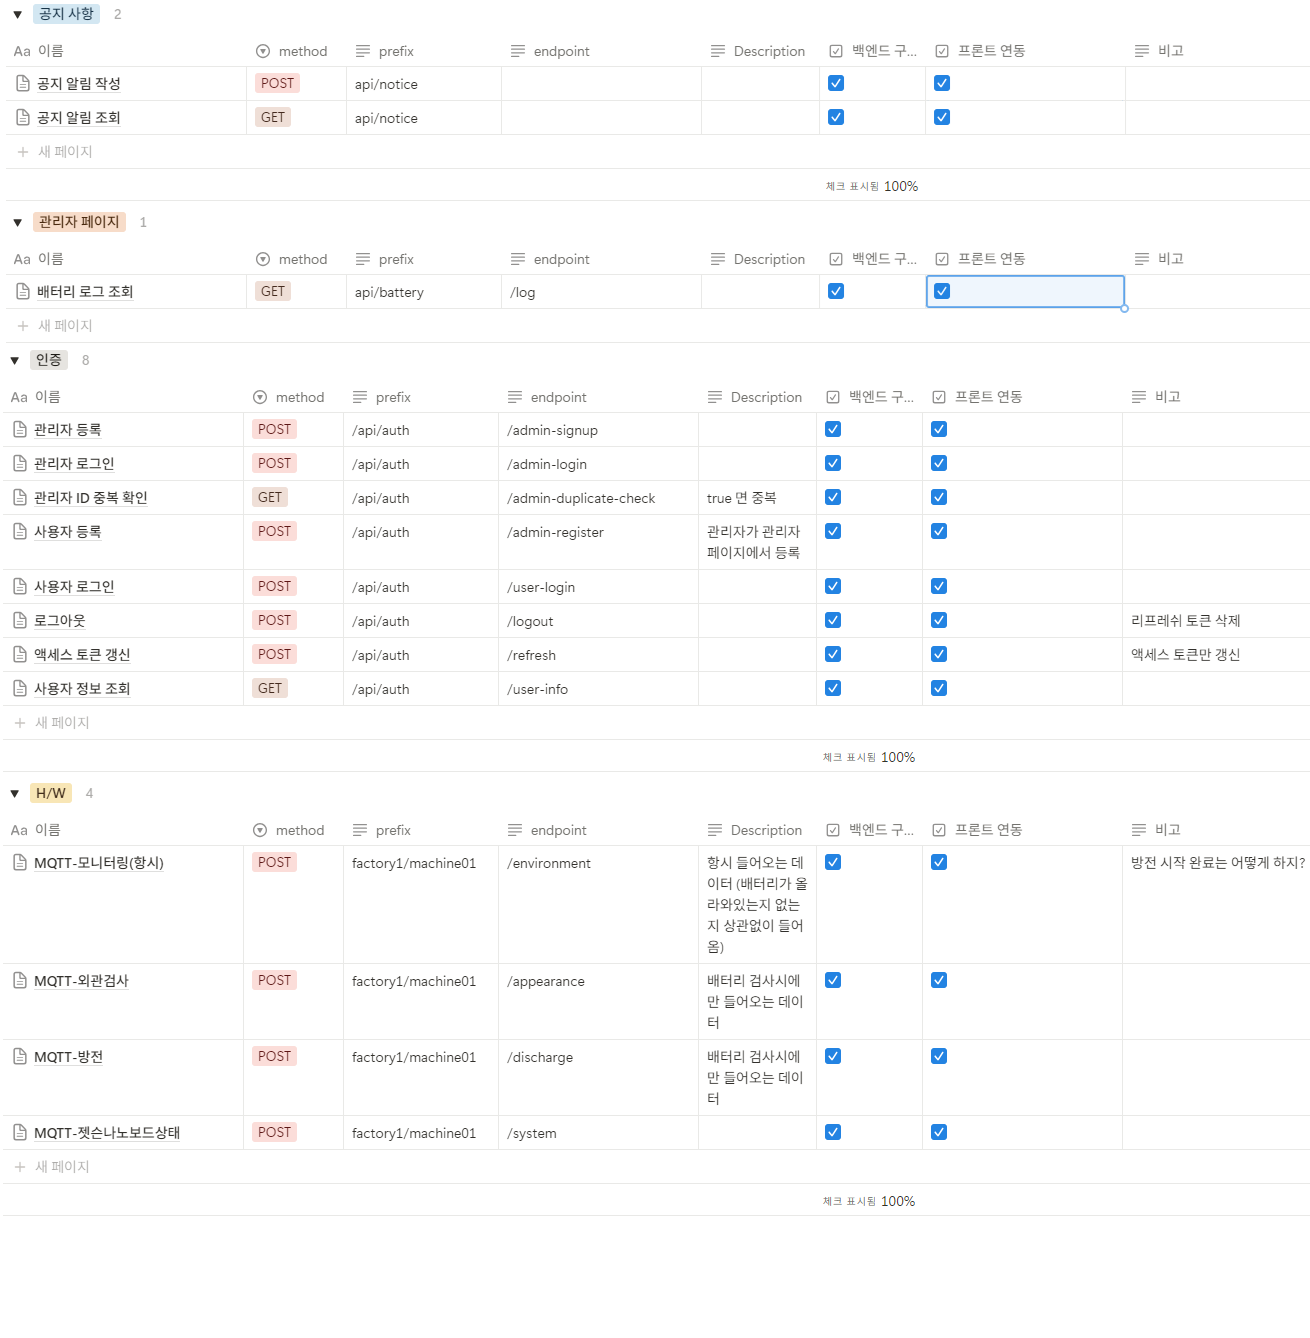 공지 사항 2
Aa 이름 method prefix endpoint Description 백엔드 구... 프론트 연동 비고
공지 알림 작성 POST api/notice
공지 알림 조회 GET api/notice
+ 새 페이지
체크 표시됨 100%
관리자 페이지 1
Aa 이름 method prefix endpoint Description 백엔드 구... 프론트 연동 비고
배터리 로그 조회 GET api/battery /log
+ 새 페이지
인증 8
Aa 이름 method prefix endpoint Description 백엔드 구... 프론트 연동 비고
관리자 등록 POST /api/auth /admin-signup
관리자 로그인 POST /api/auth /admin-login
관리자 ID 중복 확인 GET /api/auth /admin-duplicate-check true 면 중복
사용자 등록 POST /api/auth /admin-register 관리자가 관리자
페이지에서 등록
사용자 로그인 POST /api/auth /user-login
로그아웃 POST /api/auth /logout 리프레쉬 토큰 삭제
액세스 토큰 갱신 POST /api/auth /refresh 액세스 토큰만 갱신
사용자 정보 조회 GET /api/auth /user-info
+ 새 페이지
체크 표시됨 100%
H/W 4
Aa 이름 method prefix endpoint Description 백엔드 구... 프론트 연동 비고
MQTT-모니터링(항시) POST factory1/machine01 /environment 항시 들어오는 데 방전 시작 완료는 어떻게 하지?
이터 (배터리가 올
라와있는지 없는
지 상관없이 들어
옴)
MQTT-외관검사 POST factory1/machine01 /appearance 배터리 검사시에
만 들어오는 데이
터
MQTT-방전 POST factory1/machine01 /discharge 배터리 검사시에
만 들어오는 데이
터
MQTT-젯슨나노보드상태 POST factory1/machine01 /system
+ 새 페이지
체크 표시됨 100%